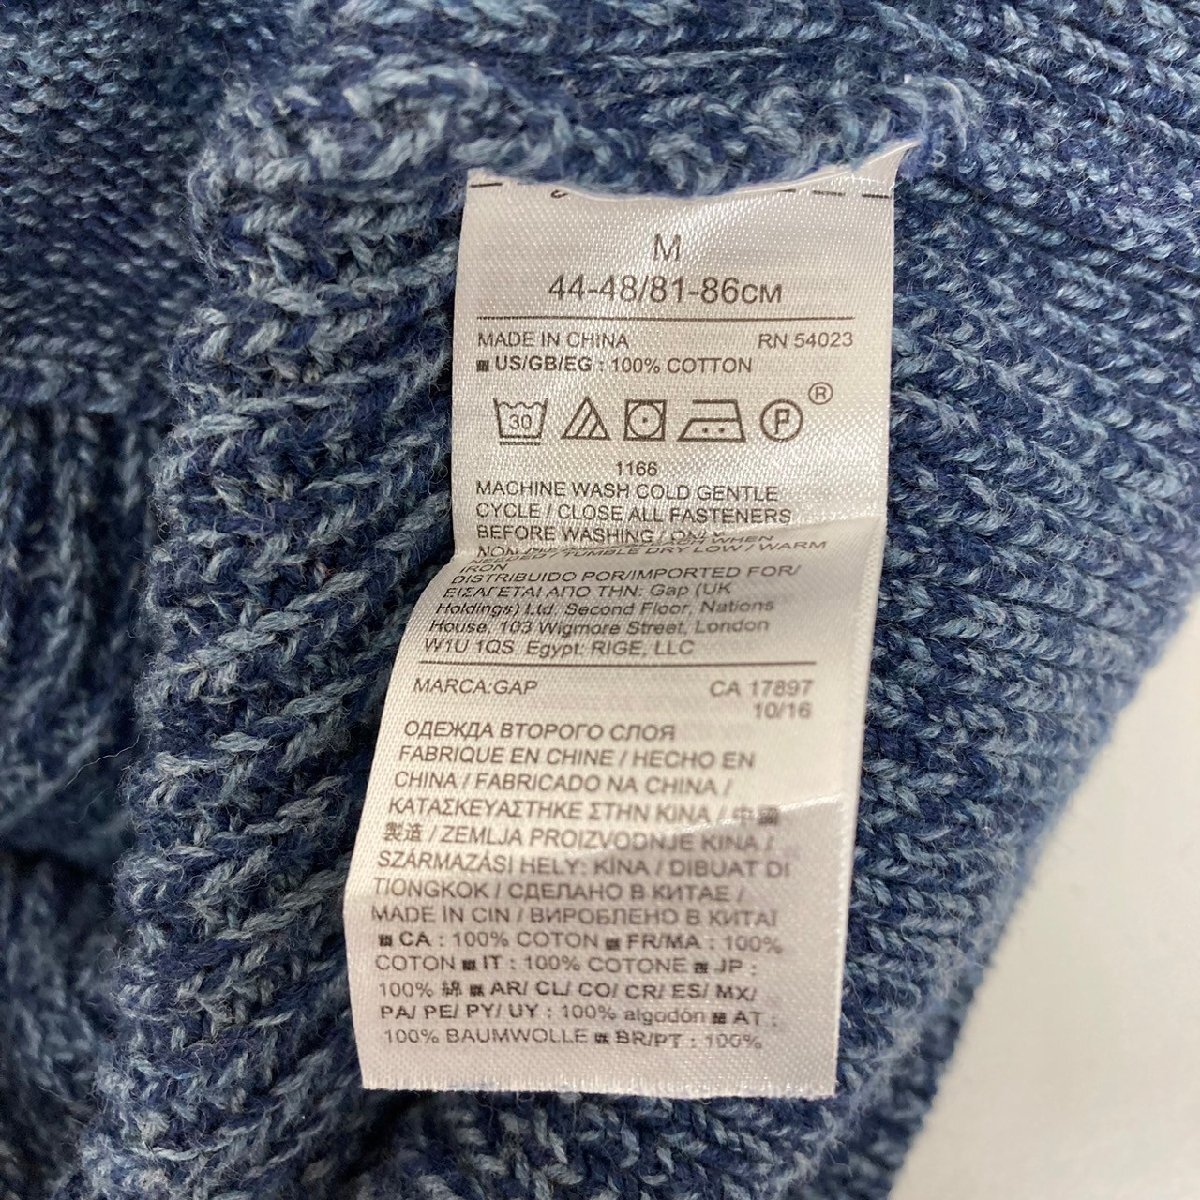 M
44-48/81-86CM
MADE IN CHINA RN 54023
US/GB/EG : 100% COTTON
30 P ®
1166
MACHINE WASH COLD GENTLE
CYCLE / CLOSE ALL FASTENERS
BEFORE WASHING / ONLY
WHEN
TUMBLE DRY LOW / WARM
IRON
DISTRIBUIDO POR/IMPORTED FOR/
ΕΙΣΑΓΕΤΑΙ ΑΠΟ ΤΗΝ: Gap (UK
Holdings) Ltd. Second Floor, Nations
House, 103 Wigmore Street, London
W1U 1QS. Egypt: RIGE, LLC
MARCA:GAP CA 17897
10/16
ОДЕЖДА ВТОРОГО СЛОЯ
FABRIQUE EN CHINE / HECHO EN
CHINA / FABRICADO NA CHINA /
ΚΑΤΑΣΚΕΥΑΣΤΗΚΕ ΣΤΗΝ ΚΙΝΑ / 中國
製造 / ZEMLJA PROIZVODNJE KINA /
SZÁRMAZÁSI HELY: KÍNA / DIBUAT DI
TIONGKOK / СДЕЛАНО В КИТАЕ /
MADE İN CIN / ВИРОБЛЕНО В КИТАІ
CA : 100% COTON FR/MA : 100%
COTON IT : 100% COTONE JP :
100% 綿 AR/ CL/ CO/ CR/ ES/ MX/
PA/ PE/ PY/ UY : 100% algodón AT :
100% BAUMWOLLE BR/PT : 100%